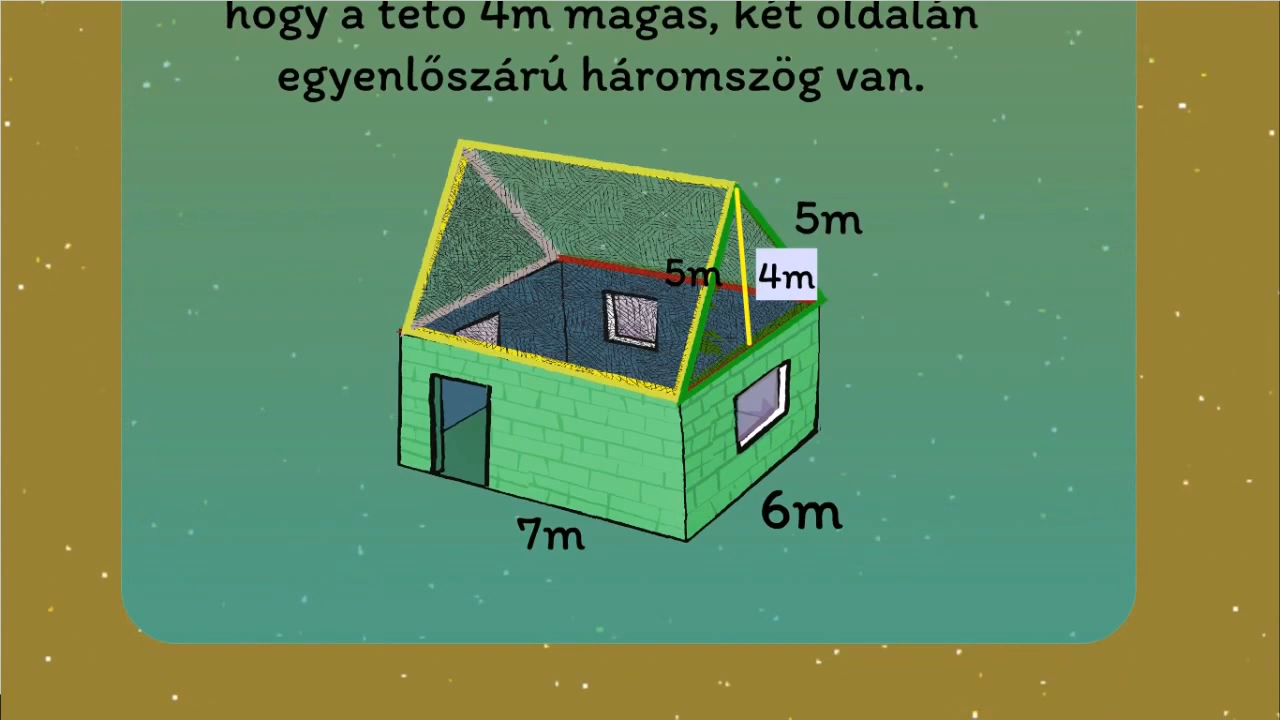 hogy a tető 4m magas, két oldalán
egyenlőszárú háromszög van.
5m
5m
4m
6m
7m